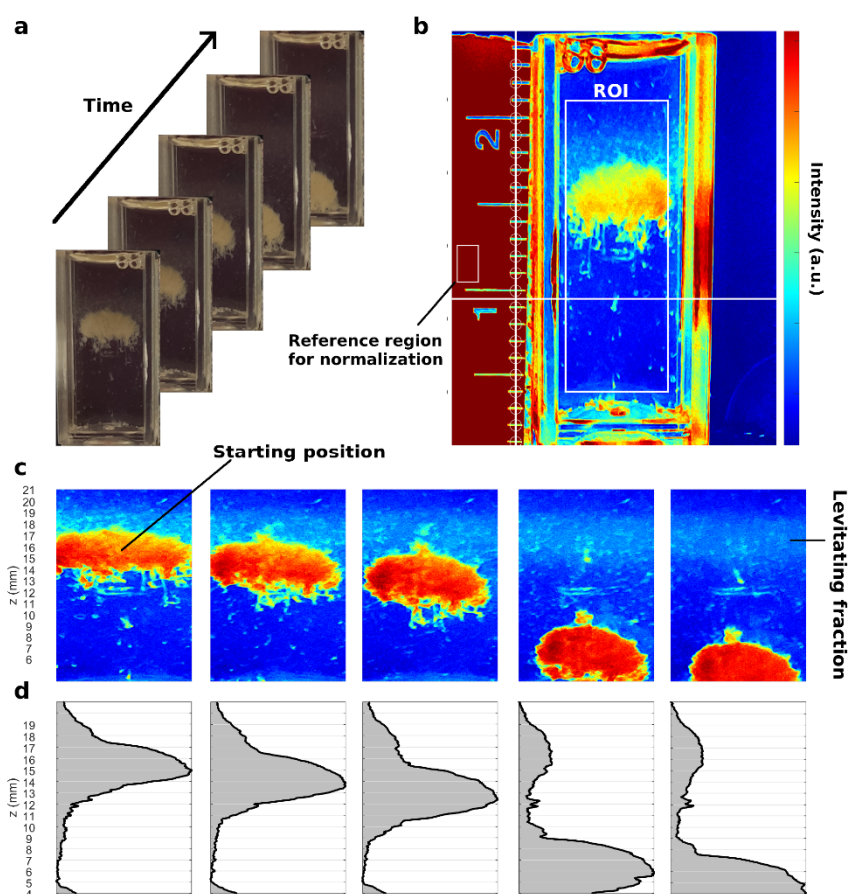 a
Time
b
ROI
2
1
Intensity (a.u.)
Reference region
for normalization
c
Starting position
Levitating fraction
z (mm)
21
20
19
18
17
16
15
14
13
12
11
10
9
8
7
6
d
z (mm)
19
17
16
15
14
13
12
11
10
9
8
7
6
5
4